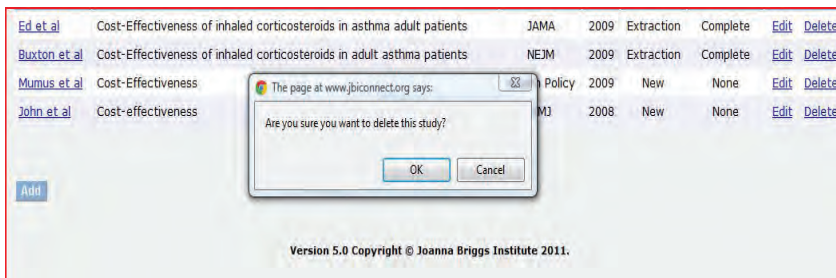 Ed et al Cost-Effectiveness of inhaled corticosteroids in asthma adult patients JAMA 2009 Extraction Complete Edit Delete
Buxton et al Cost-Effectiveness of inhaled corticosteroids in adult asthma patients NEJM 2009 Extraction Complete Edit Delete
Mumus et al Cost-Effectiveness Policy 2009 New None Edit Delete
John et al Cost-effectiveness MJ 2008 New None Edit Delete
The page at www.jbiconnect.org says:
Are you sure you want to delete this study?
OK Cancel
Add
Version 5.0 Copyright © Joanna Briggs Institute 2011.